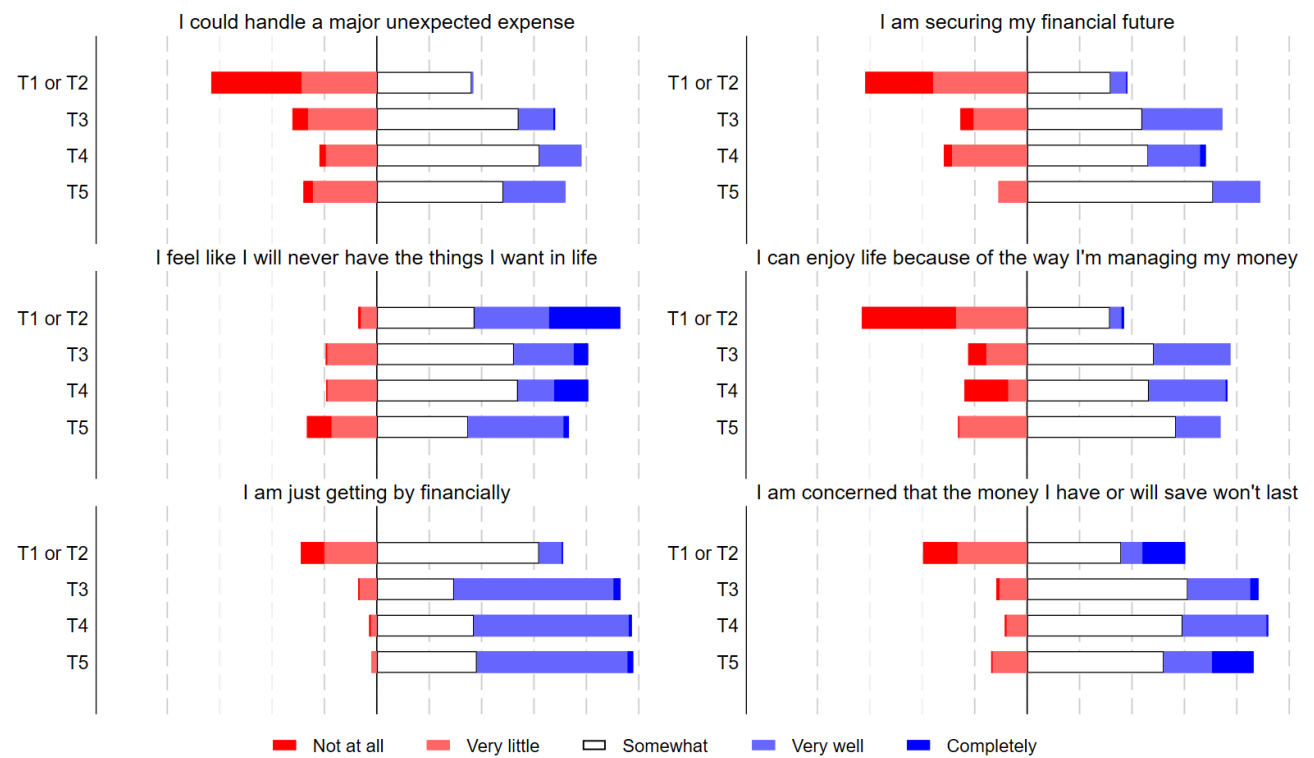 I could handle a major unexpected expense
T1 or T2
T3
T4
T5
I am securing my financial future
T1 or T2
T3
T4
T5
I feel like I will never have the things I want in life
T1 or T2
T3
T4
T5
I can enjoy life because of the way I'm managing my money
T1 or T2
T3
T4
T5
I am just getting by financially
T1 or T2
T3
T4
T5
I am concerned that the money I have or will save won't last
T1 or T2
T3
T4
T5
Not at all Very little Somewhat Very well Completely